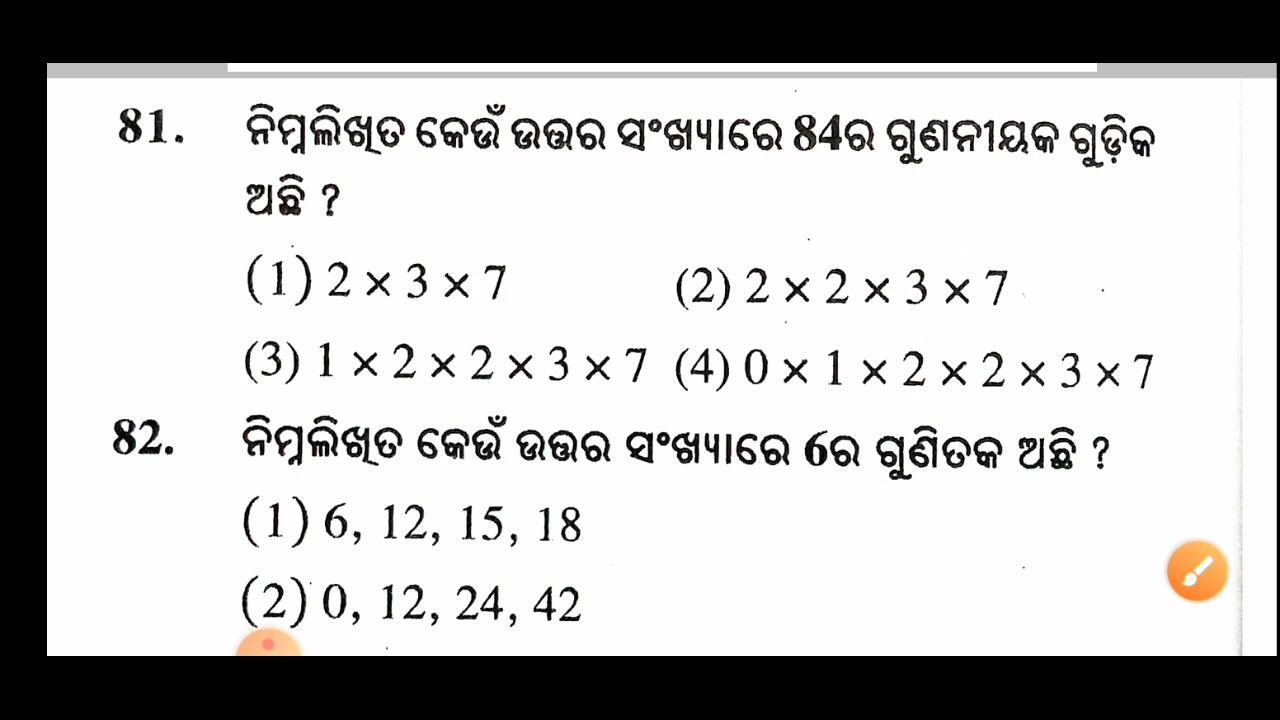 81. ନିମ୍ନଲିଖିତ କେଉଁ ଉତ୍ତର ସଂଖ୍ୟାରେ 84ର ଗୁଣନୀୟକ ଗୁଡ଼ିକ
ଅଛି ?
(1) 2 × 3 × 7 (2) 2 × 2 × 3 × 7
(3) 1 × 2 × 2 × 3 × 7 (4) 0 × 1 × 2 × 2 × 3 × 7
82. ନିମ୍ନଲିଖିତ କେଉଁ ଉତ୍ତର ସଂଖ୍ୟାରେ 6ର ଗୁଣିତକ ଅଛି ?
(1) 6, 12, 15, 18
(2) 0, 12, 24, 42